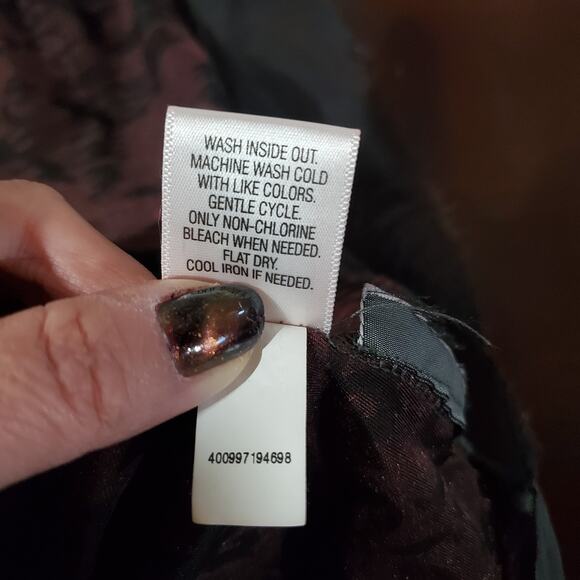 WASH INSIDE OUT.
MACHINE WASH COLD
WITH LIKE COLORS.
GENTLE CYCLE.
ONLY NON-CHLORINE
BLEACH WHEN NEEDED.
FLAT DRY.
COOL IRON IF NEEDED.
400997194698